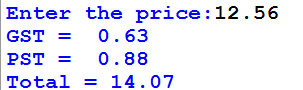 Enter the price:12.56
GST =  0.63
PST =  0.88
Total = 14.07